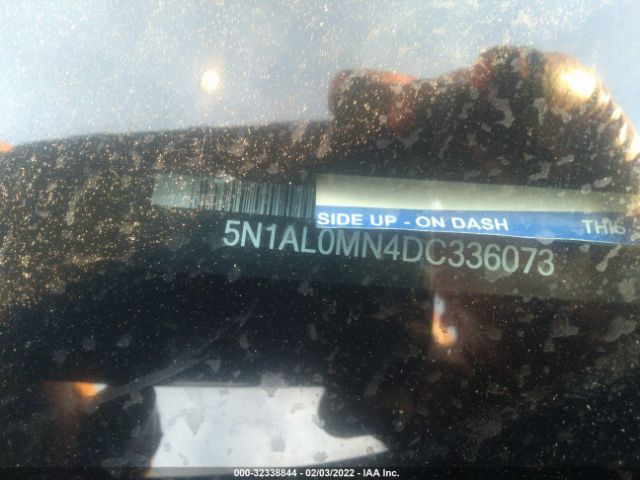 SIDE UP - ON DASH THIS
5N1AL0MN4DC336073
000-32338844 - 02/03/2022 - IAA Inc.